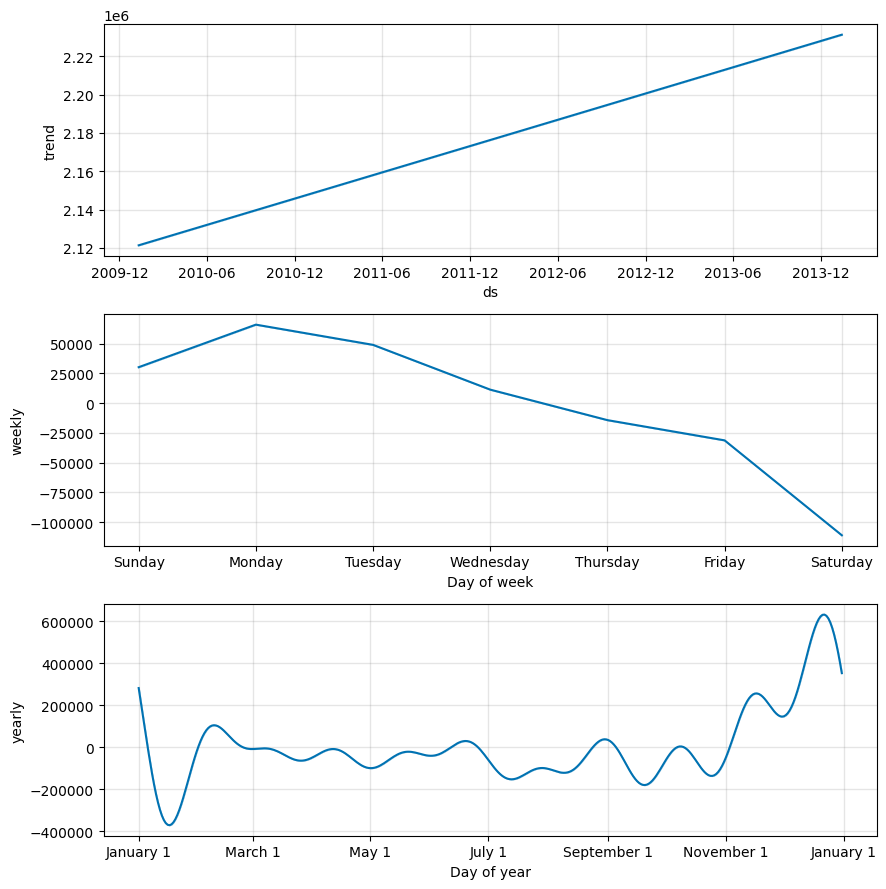 1e6
trend
2.22
2.20
2.18
2.16
2.14
2.12
2009-12 2010-06 2010-12 2011-06 2011-12 2012-06 2012-12 2013-06 2013-12
ds
weekly
50000
25000
0
−25000
−50000
−75000
−100000
Sunday Monday Tuesday Wednesday Thursday Friday Saturday
Day of week
yearly
600000
400000
200000
0
−200000
−400000
January 1 March 1 May 1 July 1 September 1 November 1 January 1
Day of year